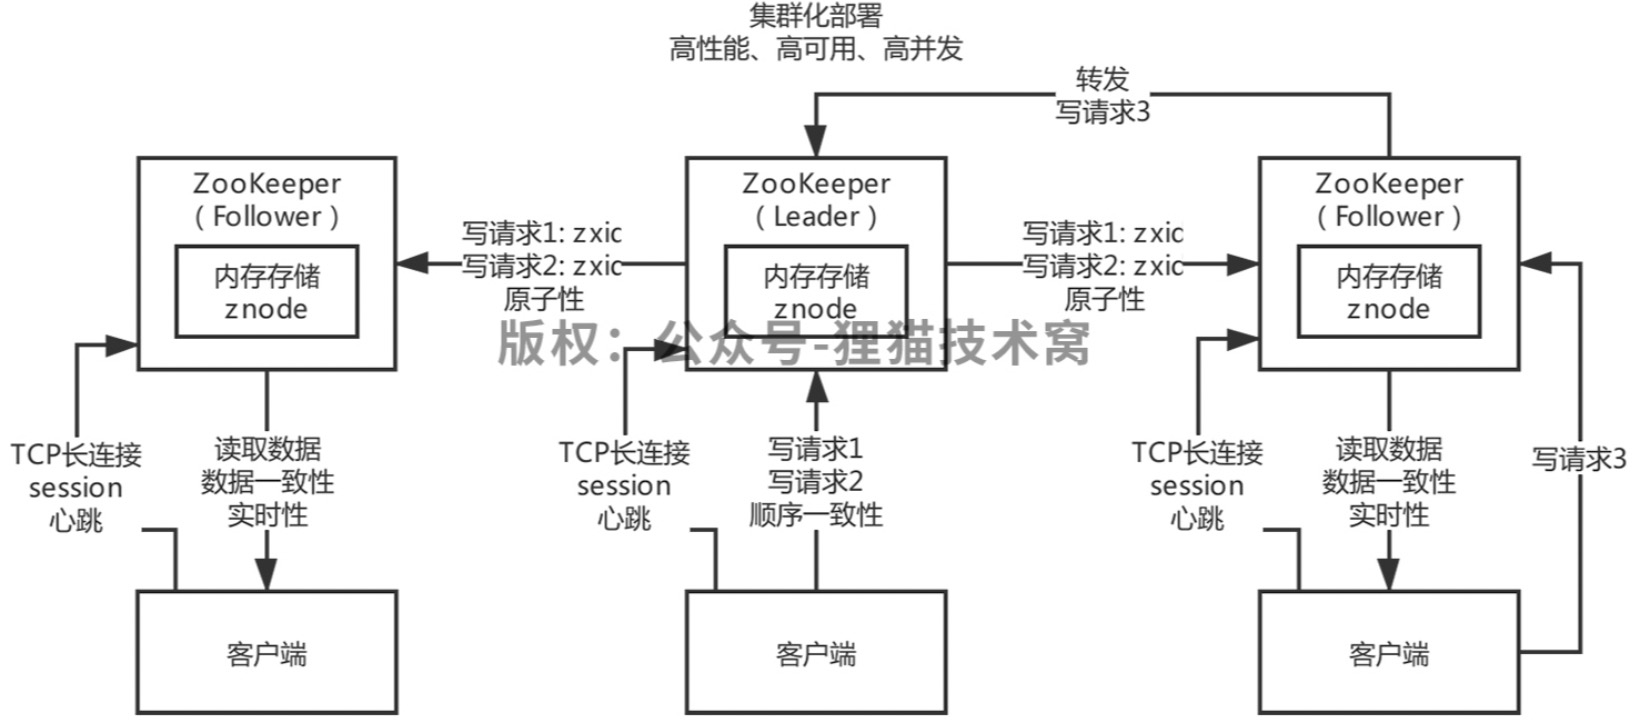 集群化部署
高性能、高可用、高并发
转发
写请求3
ZooKeeper
（Follower）
内存存储
znode
写请求1: zxic
写请求2: zxic
原子性
ZooKeeper
（Leader）
内存存储
znode
写请求1: zxic
写请求2: zxic
原子性
ZooKeeper
（Follower）
内存存储
znode
版权：公众号-狸猫技术窝
TCP长连接
session
心跳
读取数据
数据一致性
实时性
TCP长连接
session
心跳
写请求1
写请求2
顺序一致性
TCP长连接
session
心跳
读取数据
数据一致性
实时性
写请求3
客户端
客户端
客户端